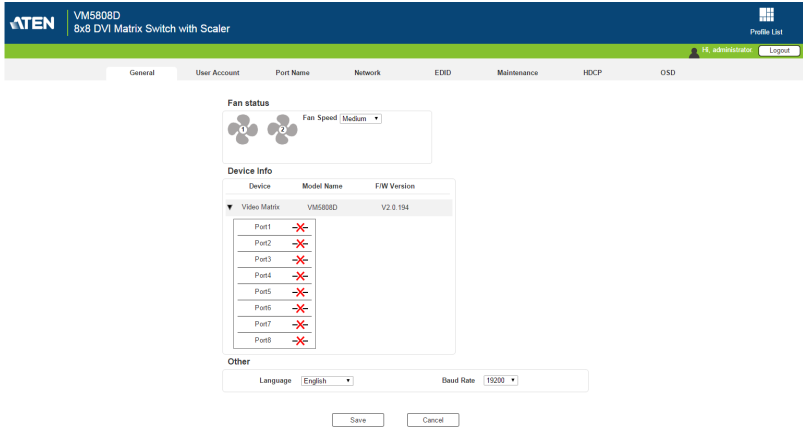 ATEN
VM5808D
8x8 DVI Matrix Switch with Scaler
Profile List
Hi, administrator Logout
General User Account Port Name Network EDID Maintenance HDCP OSD
Fan status
1 2 Fan Speed Medium
Device Info
Device Model Name F/W Version
Video Matrix VM5808D V2.0.194
Port1
Port2
Port3
Port4
Port5
Port6
Port7
Port8
Other
Language English Baud Rate 19200
Save Cancel